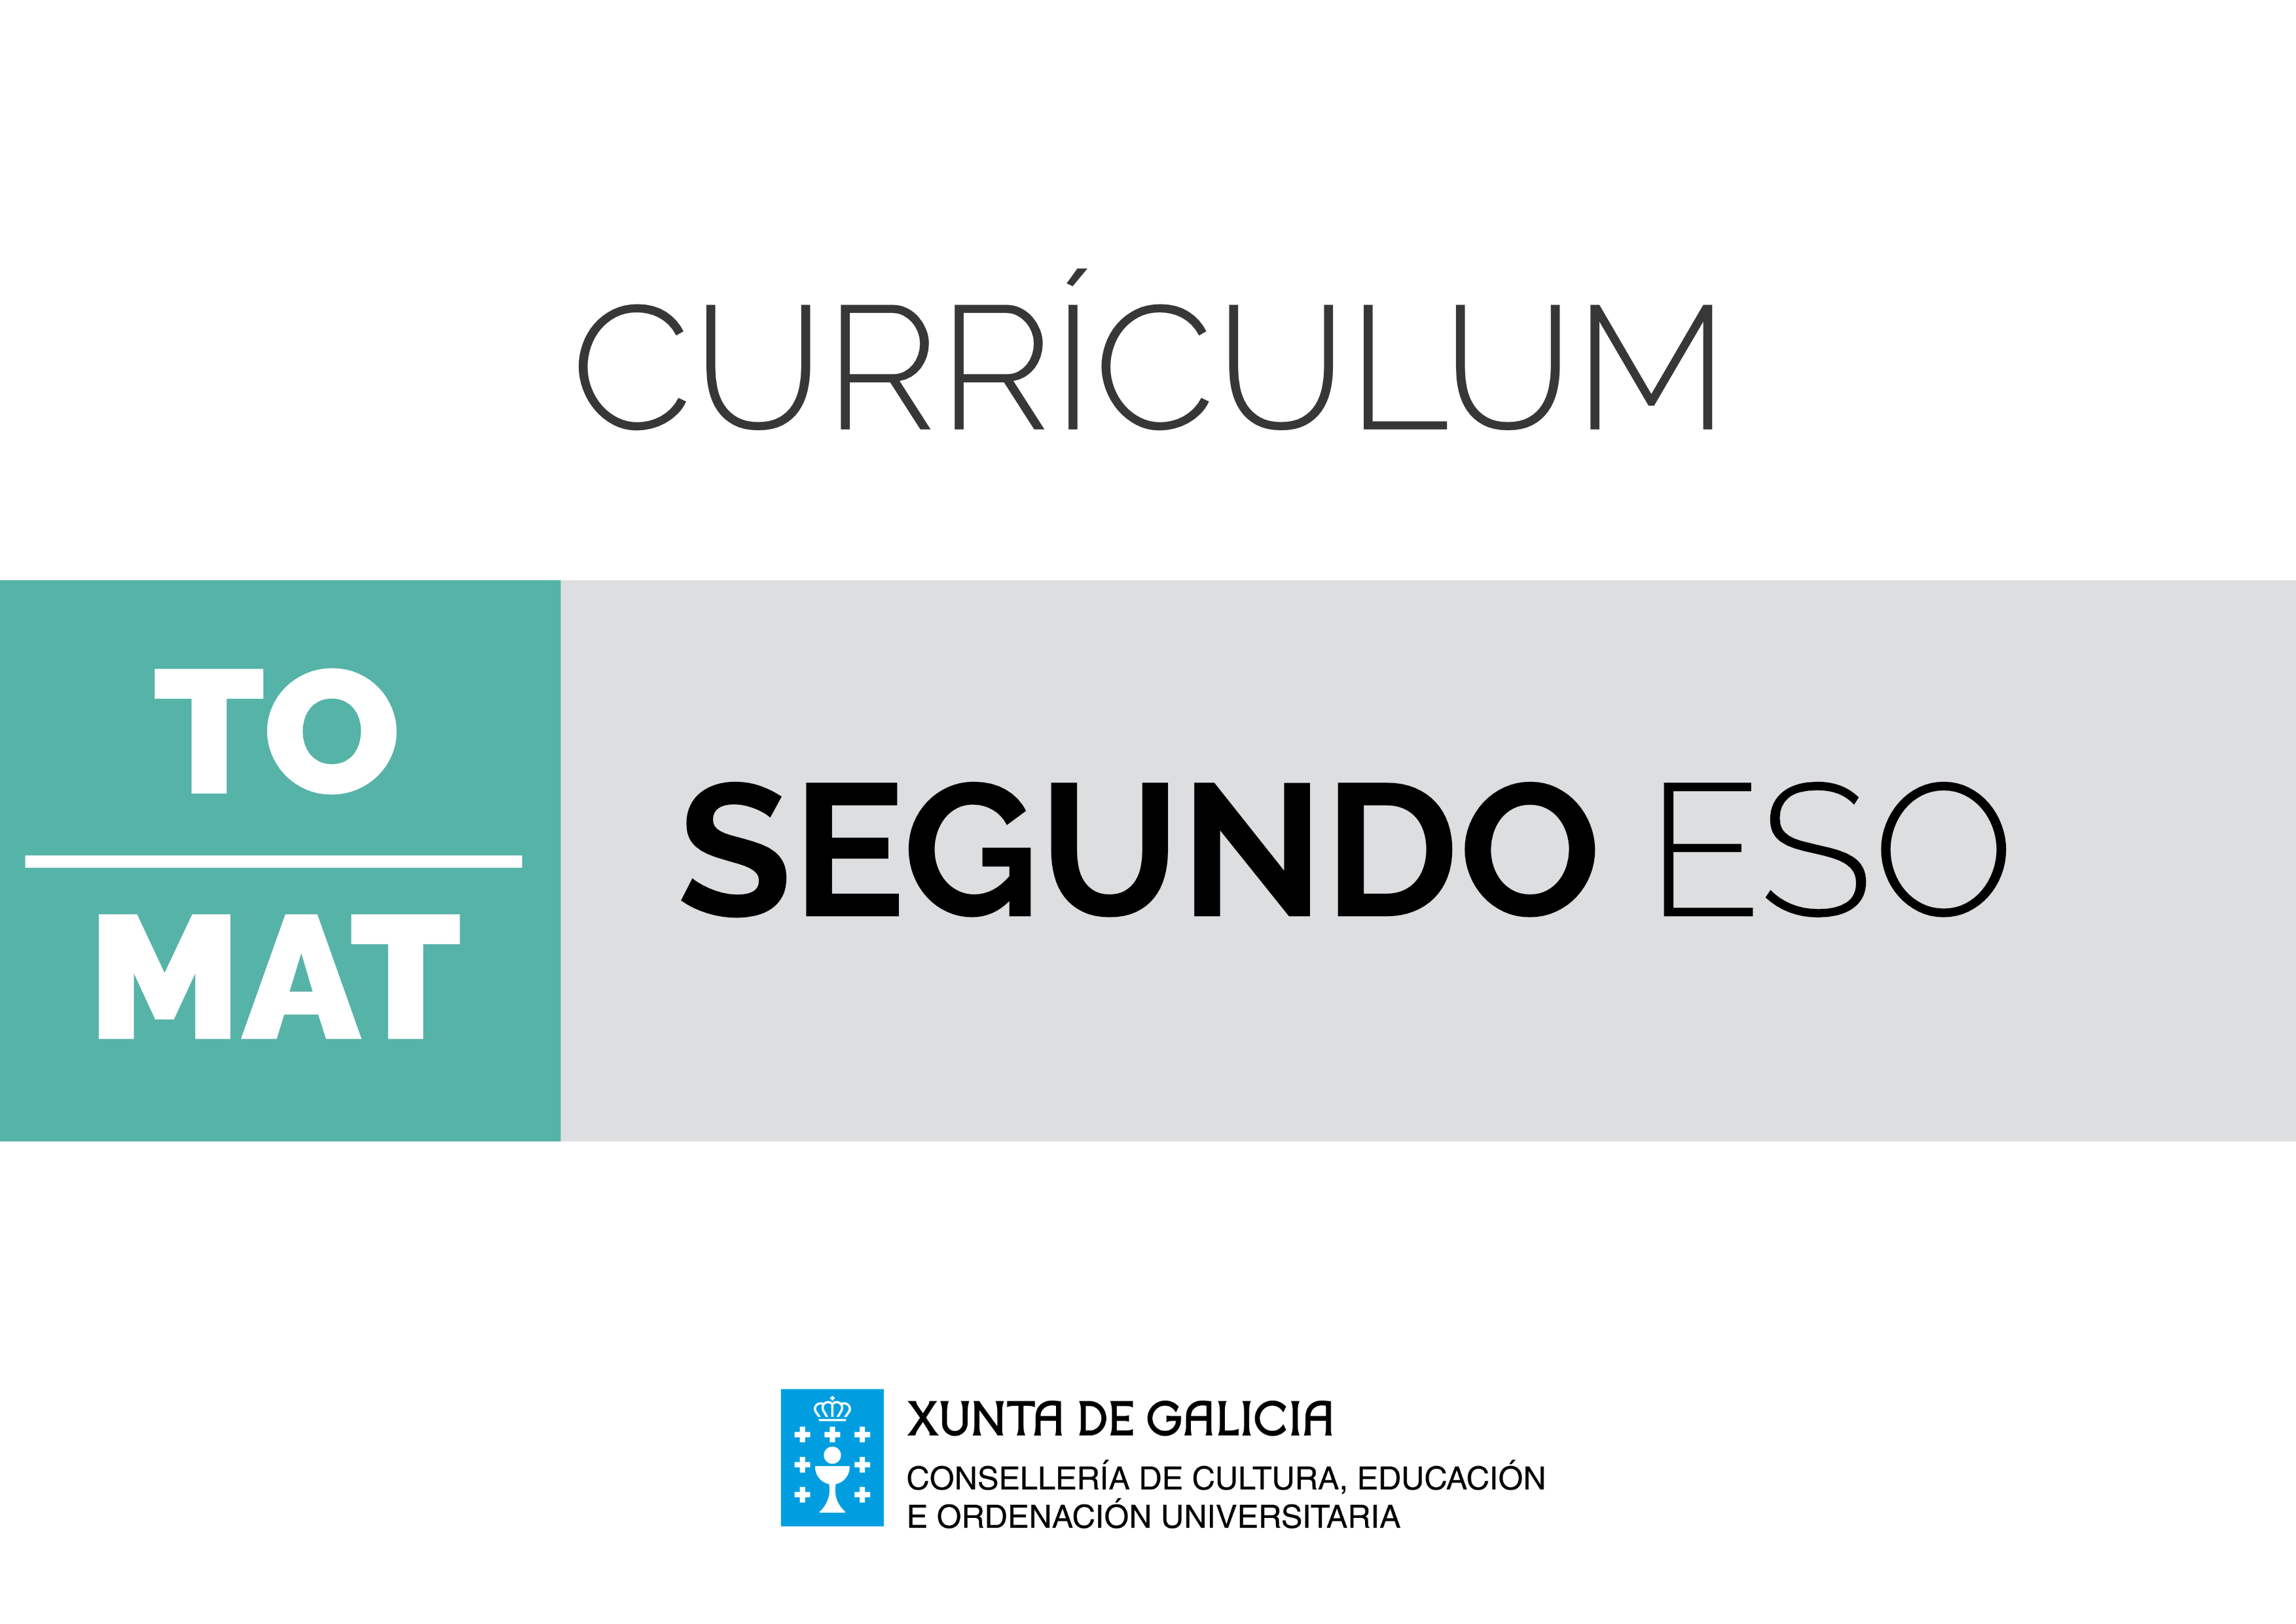 CURRÍCULUM
TO
MAT
SEGUNDO ESO
XUNTA DE GALICIA
CONSELLERÍA DE CULTURA, EDUCACIÓN
E ORDENACIÓN UNIVERSITARIA